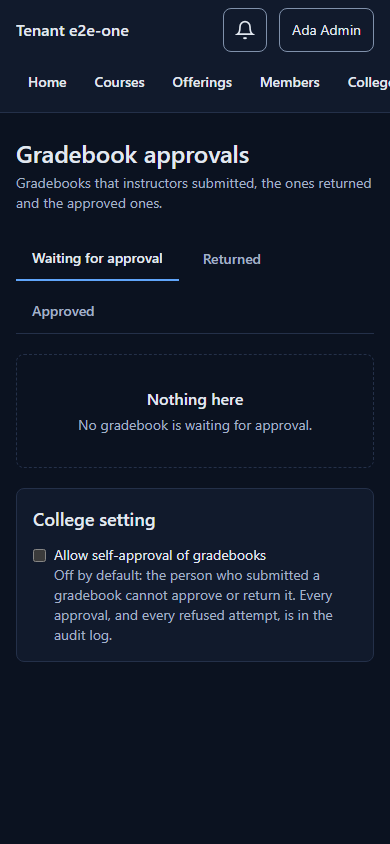 Tenant e2e-one
Ada Admin
Home Courses Offerings Members
Gradebook approvals
Gradebooks that instructors submitted, the ones returned
and the approved ones.
Waiting for approval Returned
Approved
Nothing here
No gradebook is waiting for approval.
College setting
Allow self-approval of gradebooks
Off by default: the person who submitted a
gradebook cannot approve or return it. Every
approval, and every refused attempt, is in the
audit log.